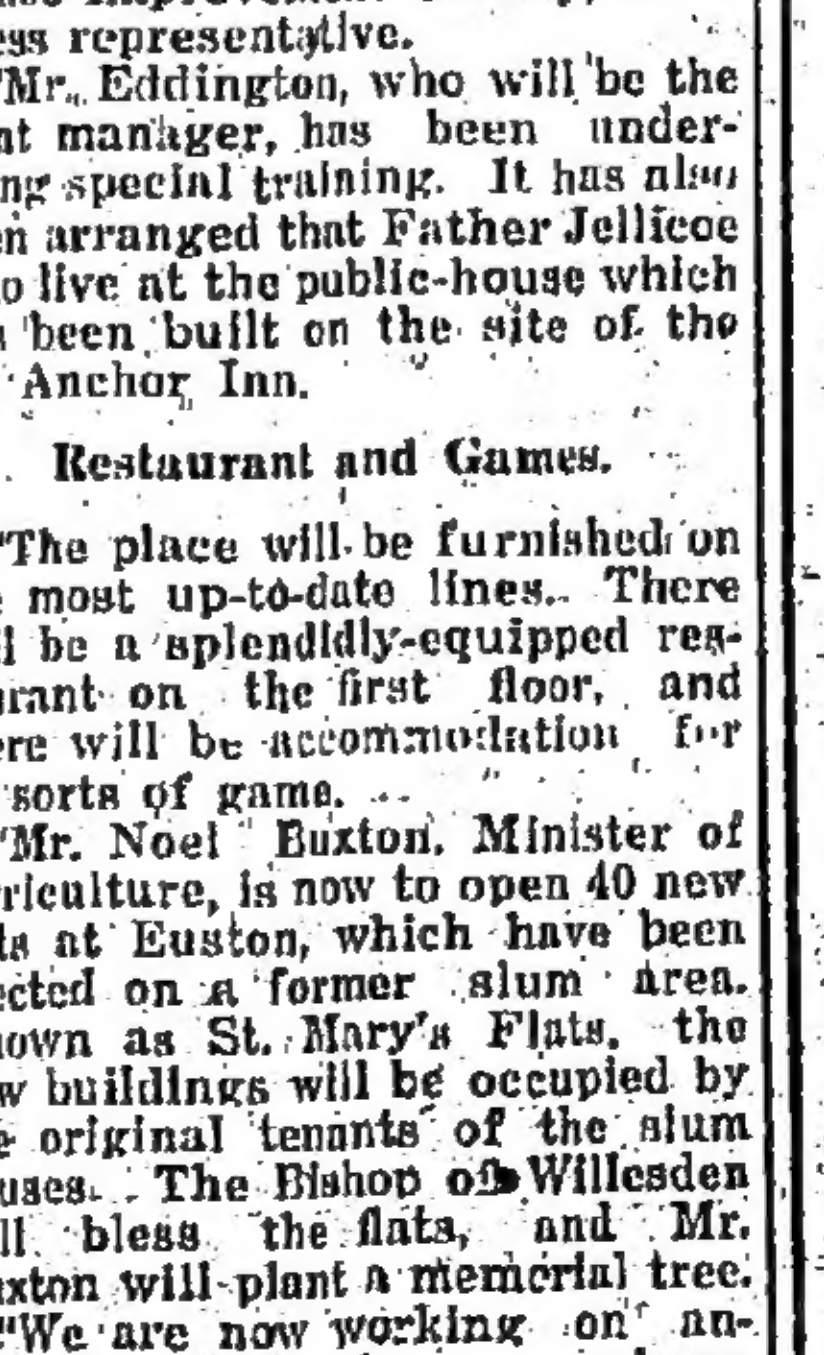 ess representative.
"Mr. Eddington, who will be the
nt manager, has been under-
ng special training. It has also
en arranged that Father Jellicoe
o live at the public-house which
been built on the site of the
Anchor Inn.
Restaurant and Games.
"The place will be furnished on
e most up-to-date lines. There
l be a splendidly-equipped res-
urant on the first floor, and
ere will be accommodation for
sorts of game.
"Mr. Noel Buxton, Minister of
riculture, is now to open 40 new
ts at Euston, which have been
ected on a former slum area.
nown as St. Mary's Flats, the
w buildings will be occupied by
e original tenants of the slum
uses. The Bishop of Willesden
ll bless the flats, and Mr.
uxton will plant a memorial tree.
"We are now working on an-